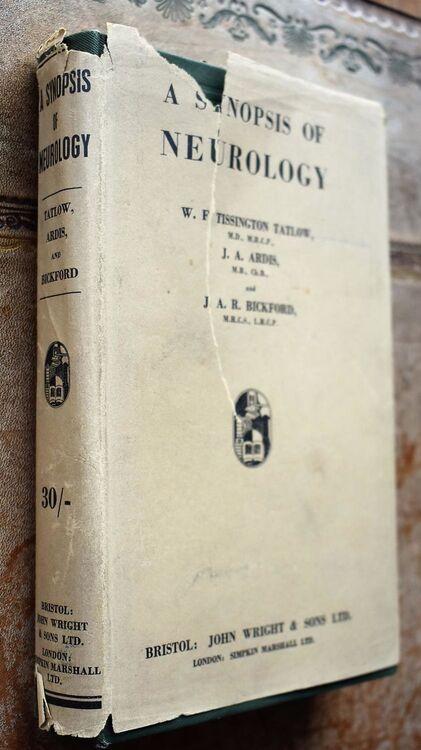 A SYNOPSIS
OF
NEUROLOGY
TATLOW,
ARDIS,
AND
BICKFORD
30/-
BRISTOL:
JOHN WRIGHT
& SONS LTD.
LONDON:
SIMPKIN MARSHALL
LTD.
A SYNOPSIS OF
NEUROLOGY
W. F. TISSINGTON TATLOW,
M.D., M.R.C.P.,
J. A. ARDIS,
M.B., Ch.B.,
and
J. A. R. BICKFORD,
M.R.C.S., L.R.C.P.
BRISTOL: JOHN WRIGHT & SONS LTD.
LONDON: SIMPKIN MARSHALL LTD.